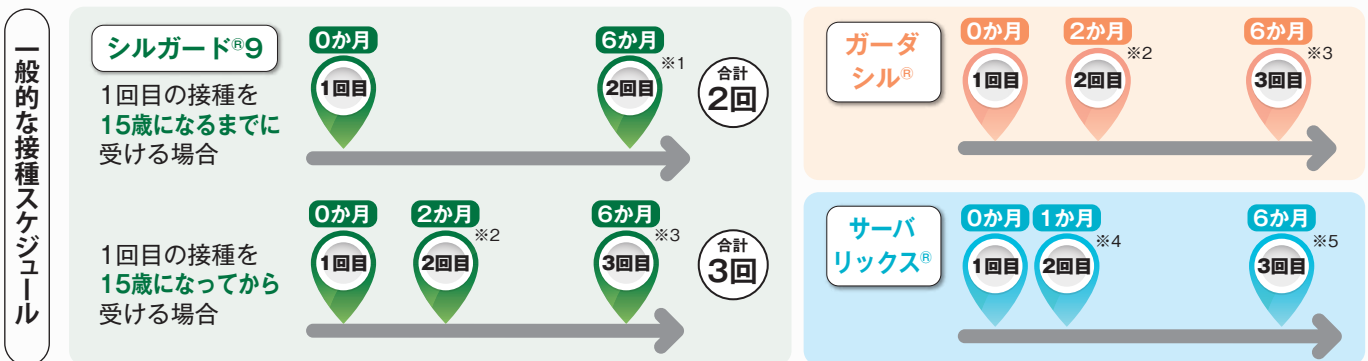 一般的な接種スケジュール
シルガード®9
1回目の接種を
15歳になるまでに
受ける場合
0か月
1回目
6か月
※1
2回目
合計
2回
1回目の接種を
15歳になってから
受ける場合
0か月
1回目
2か月
※2
2回目
6か月
※3
3回目
合計
3回
ガーダ
シル®
0か月
1回目
2か月
※2
2回目
6か月
※3
3回目
サーバ
リックス®
0か月
1回目
1か月
※4
2回目
6か月
※5
3回目